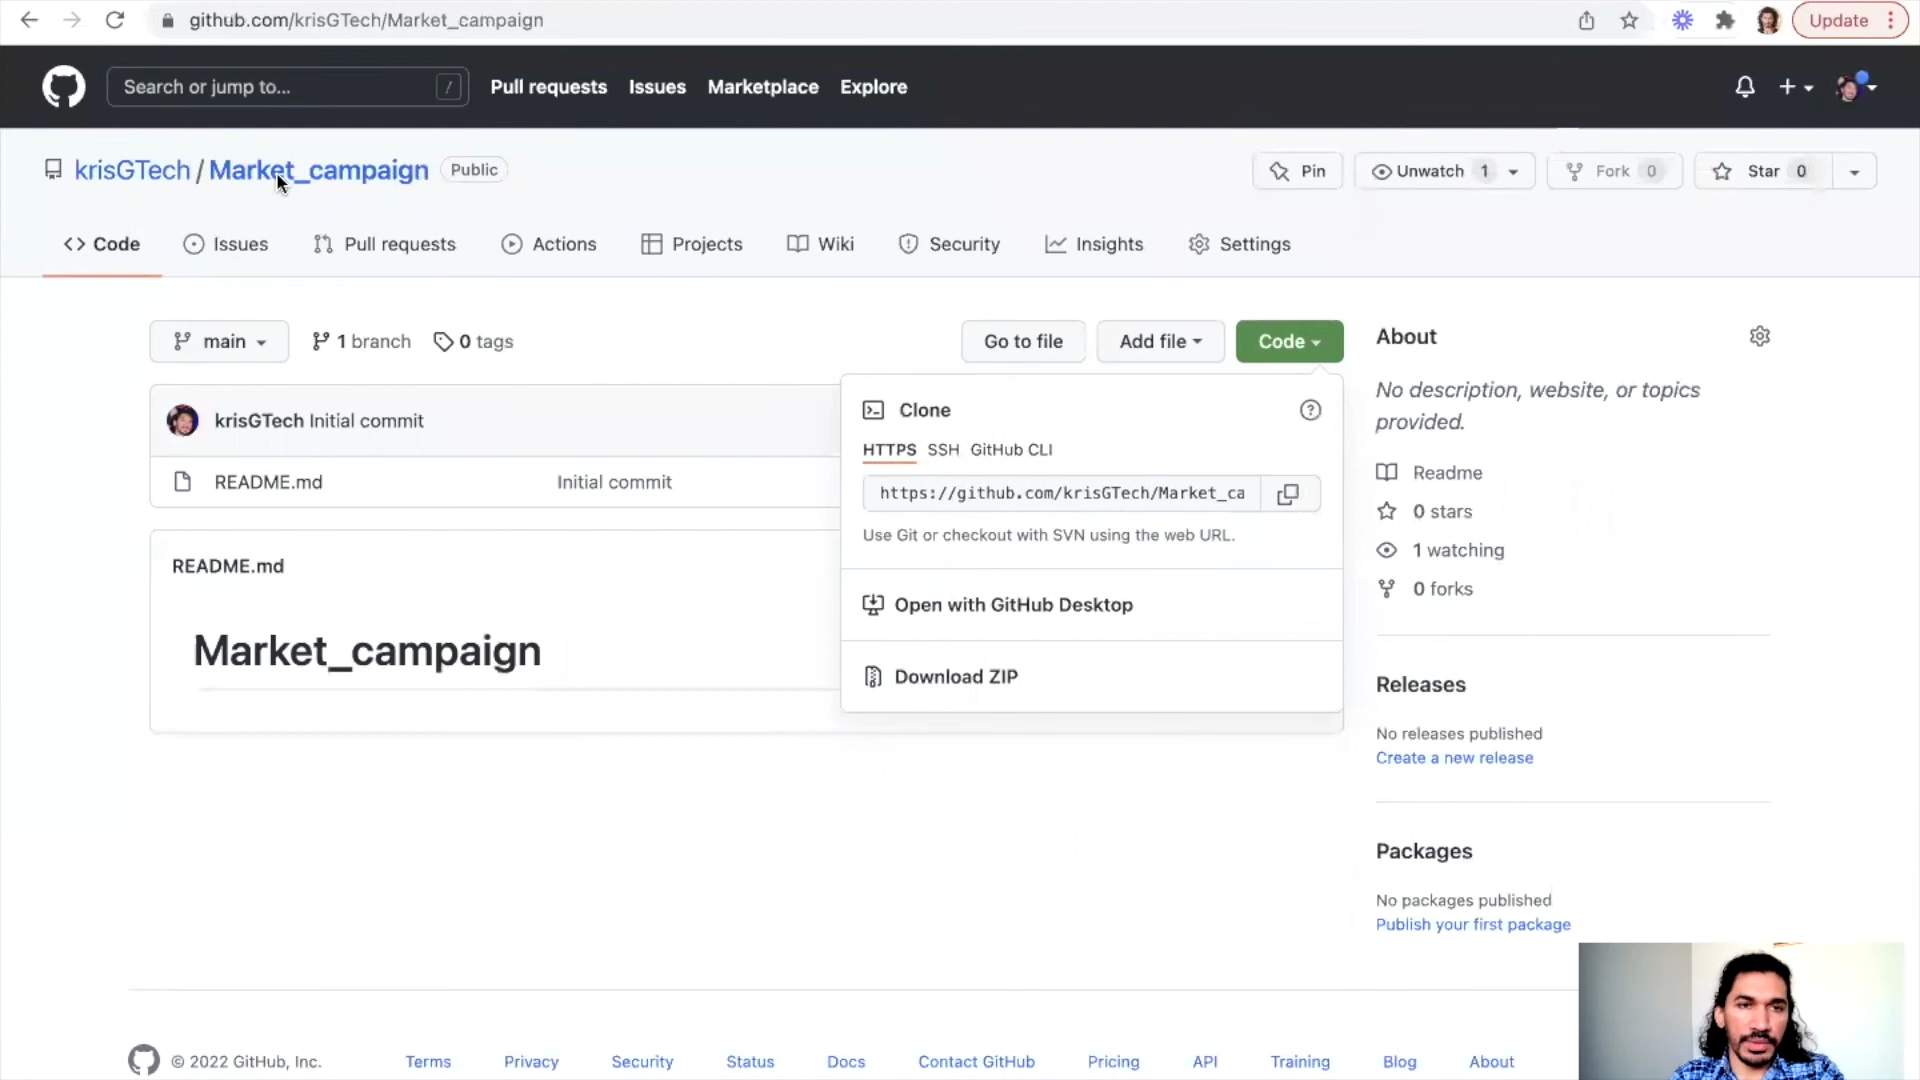 github.com/krisGTech/Market_campaign
Update
Search or jump to...
/
Pull requests
Issues
Marketplace
Explore
krisGTech / Market_campaign
Public
Pin
Unwatch 1
Fork 0
Star 0
Code
Issues
Pull requests
Actions
Projects
Wiki
Security
Insights
Settings
main
1 branch
0 tags
Go to file
Add file
Code
krisGTech Initial commit
README.md
Initial commit
README.md
Market_campaign
Clone
HTTPS SSH GitHub CLI
https://github.com/krisGTech/Market_ca
Use Git or checkout with SVN using the web URL.
Open with GitHub Desktop
Download ZIP
About
No description, website, or topics
provided.
Readme
0 stars
1 watching
0 forks
Releases
No releases published
Create a new release
Packages
No packages published
Publish your first package
© 2022 GitHub, Inc.
Terms
Privacy
Security
Status
Docs
Contact GitHub
Pricing
API
Training
Blog
About